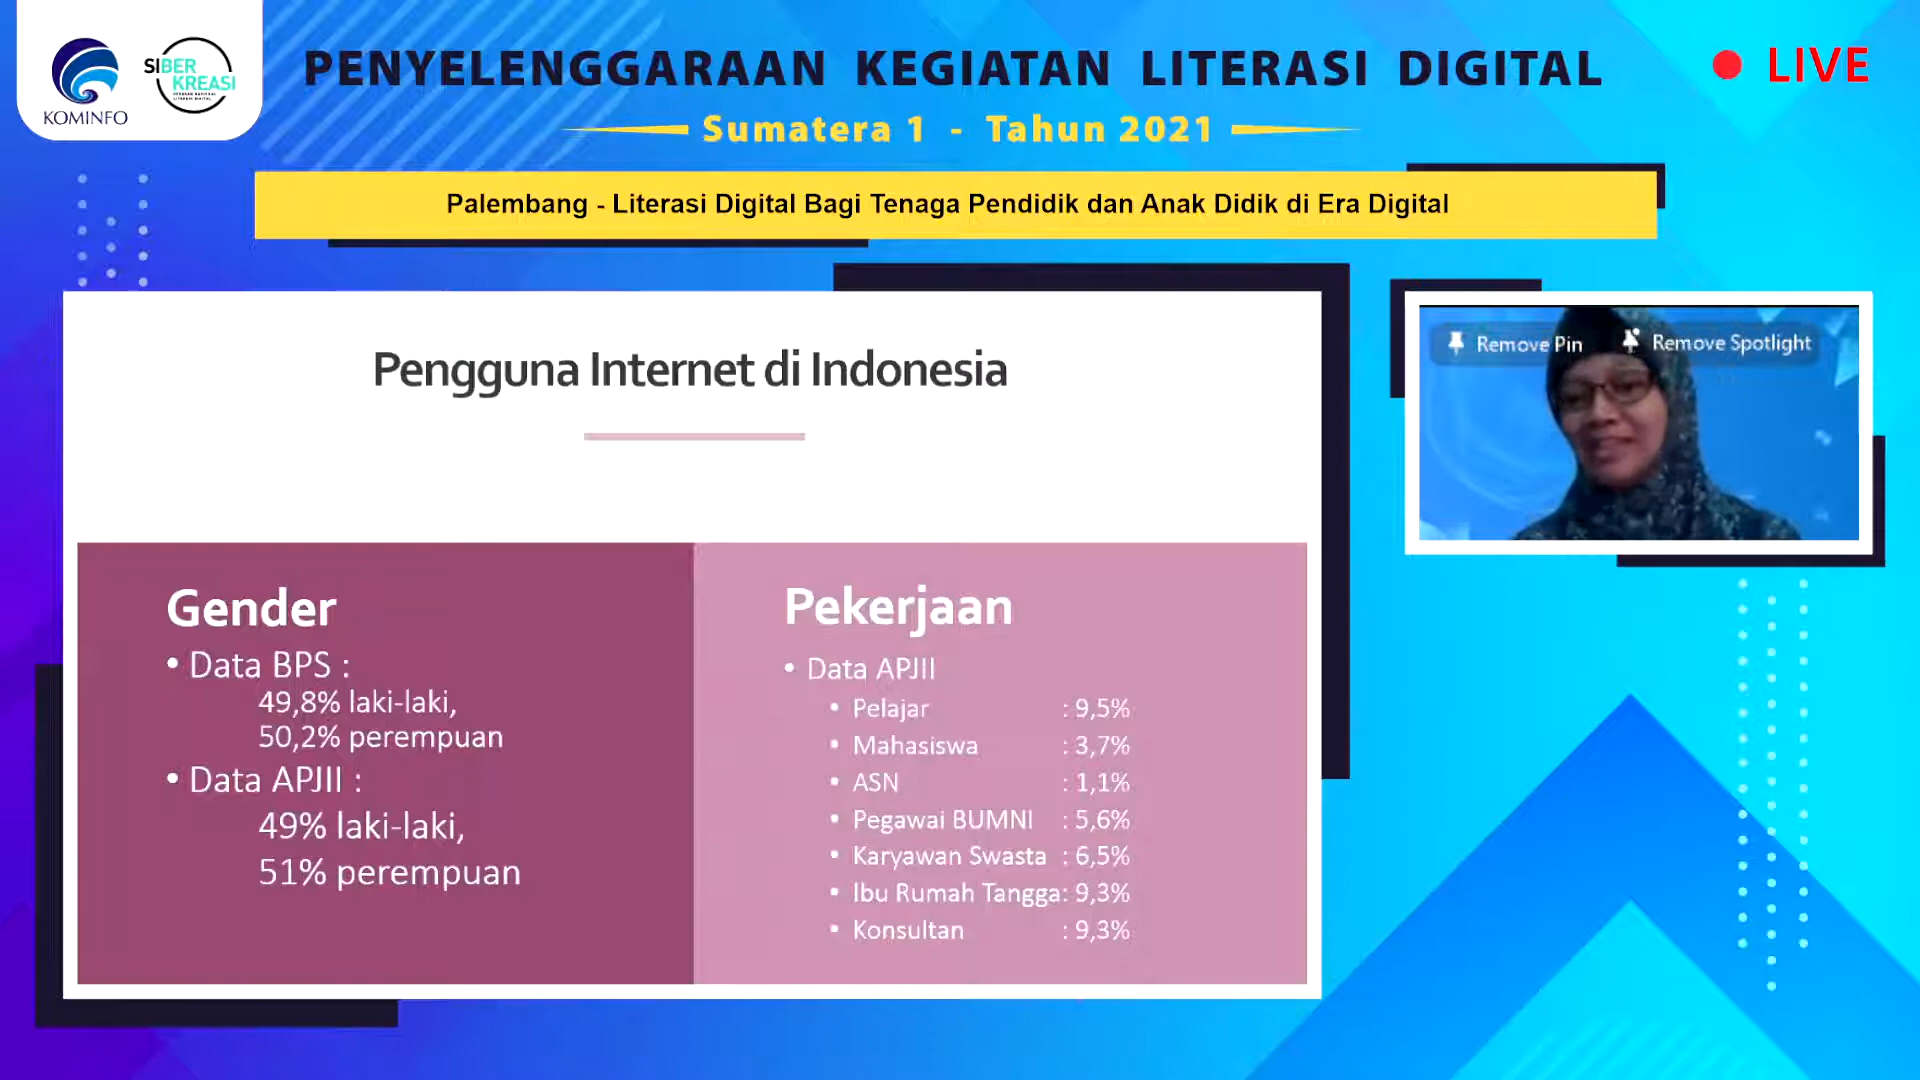 KOMINFO
SIBER
KREASI
PENYELENGGARAAN KEGIATAN LITERASI DIGITAL
LIVE
Sumatera 1 - Tahun 2021
Palembang - Literasi Digital Bagi Tenaga Pendidik dan Anak Didik di Era Digital
Pengguna Internet di Indonesia
Remove Pin
Remove Spotlight
Gender
• Data BPS :
49,8% laki-laki,
50,2% perempuan
• Data APJII :
49% laki-laki,
51% perempuan
Pekerjaan
• Data APJII
• Pelajar : 9,5%
• Mahasiswa : 3,7%
• ASN : 1,1%
• Pegawai BUMNI : 5,6%
• Karyawan Swasta : 6,5%
• Ibu Rumah Tangga: 9,3%
• Konsultan : 9,3%